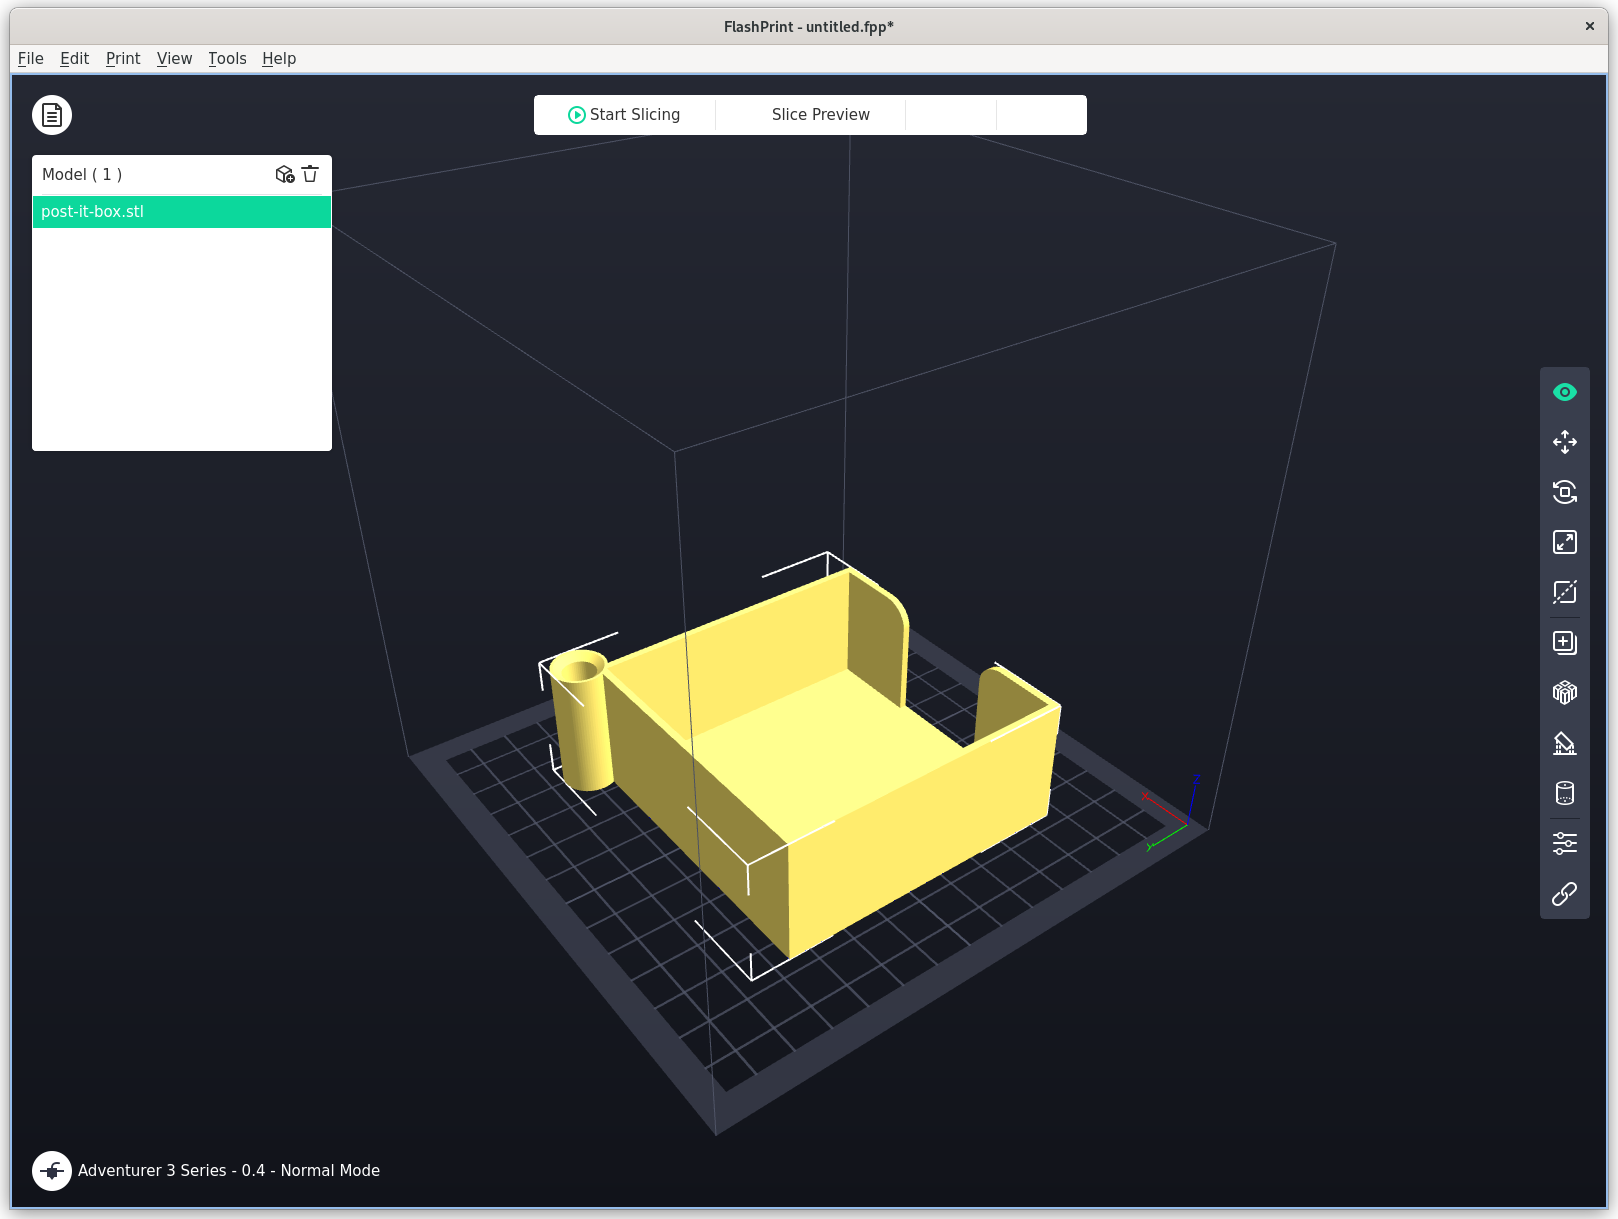 FlashPrint - untitled.fpp*
File Edit Print View Tools Help
Start Slicing Slice Preview
Model ( 1 )
post-it-box.stl
X
Y
Adventurer 3 Series - 0.4 - Normal Mode